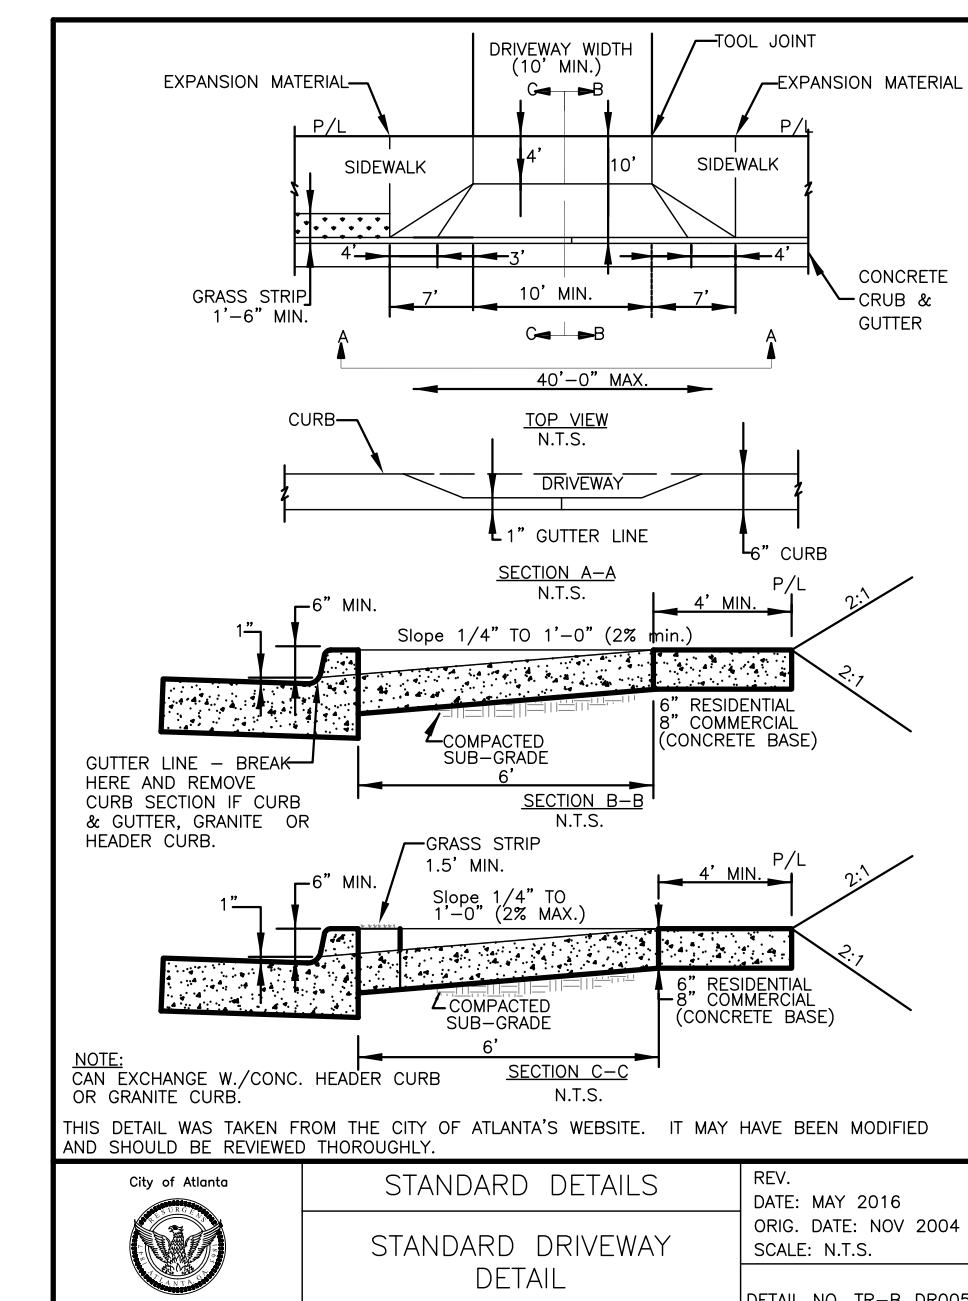 DRIVEWAY WIDTH
(10' MIN.)
TOOL JOINT
EXPANSION MATERIAL
EXPANSION MATERIAL
C B
P/L
P/L
SIDEWALK
4'
10'
SIDEWALK
4'
3'
4'
GRASS STRIP
1'-6" MIN.
7'
10' MIN.
7'
CONCRETE
CRUB &
GUTTER
C B
A
A
40'-0" MAX.
CURB
TOP VIEW
N.T.S.
DRIVEWAY
1" GUTTER LINE
6" CURB
SECTION A-A
N.T.S.
P/L
6" MIN.
4' MIN.
2:1
1"
Slope 1/4" TO 1'-0" (2% min.)
2:1
6" RESIDENTIAL
8" COMMERCIAL
(CONCRETE BASE)
COMPACTED
SUB-GRADE
GUTTER LINE - BREAK
HERE AND REMOVE
CURB SECTION IF CURB
& GUTTER, GRANITE OR
HEADER CURB.
6'
SECTION B-B
N.T.S.
GRASS STRIP
1.5' MIN.
P/L
6" MIN.
4' MIN.
2:1
1"
Slope 1/4" TO
1'-0" (2% MAX.)
2:1
6" RESIDENTIAL
8" COMMERCIAL
(CONCRETE BASE)
COMPACTED
SUB-GRADE
6'
SECTION C-C
N.T.S.
NOTE:
CAN EXCHANGE W./CONC. HEADER CURB
OR GRANITE CURB.
THIS DETAIL WAS TAKEN FROM THE CITY OF ATLANTA'S WEBSITE. IT MAY HAVE BEEN MODIFIED
AND SHOULD BE REVIEWED THOROUGHLY.
City of Atlanta
RESURGENS
ATLANTA, GA.
STANDARD DETAILS
STANDARD DRIVEWAY
DETAIL
REV.
DATE: MAY 2016
ORIG. DATE: NOV 2004
SCALE: N.T.S.
DETAIL NO. TR-B_DR005